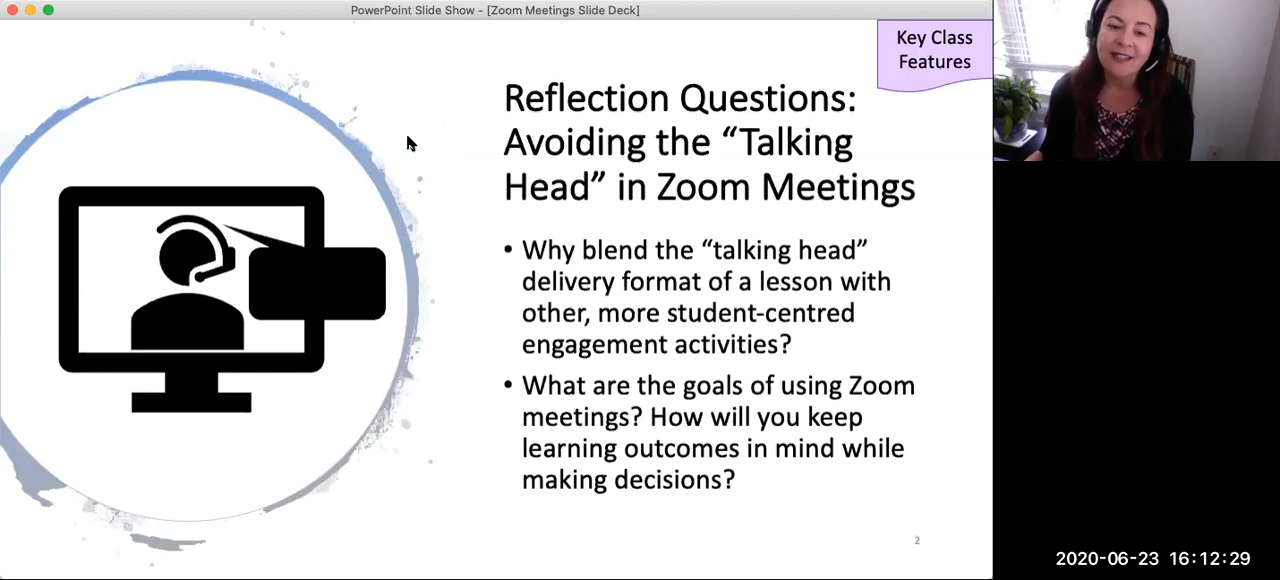 PowerPoint Slide Show - [Zoom Meetings Slide Deck]
Key Class
Features
Reflection Questions:
Avoiding the “Talking
Head” in Zoom Meetings
• Why blend the “talking head”
delivery format of a lesson with
other, more student-centred
engagement activities?
• What are the goals of using Zoom
meetings? How will you keep
learning outcomes in mind while
making decisions?
2
2020-06-23 16:12:29